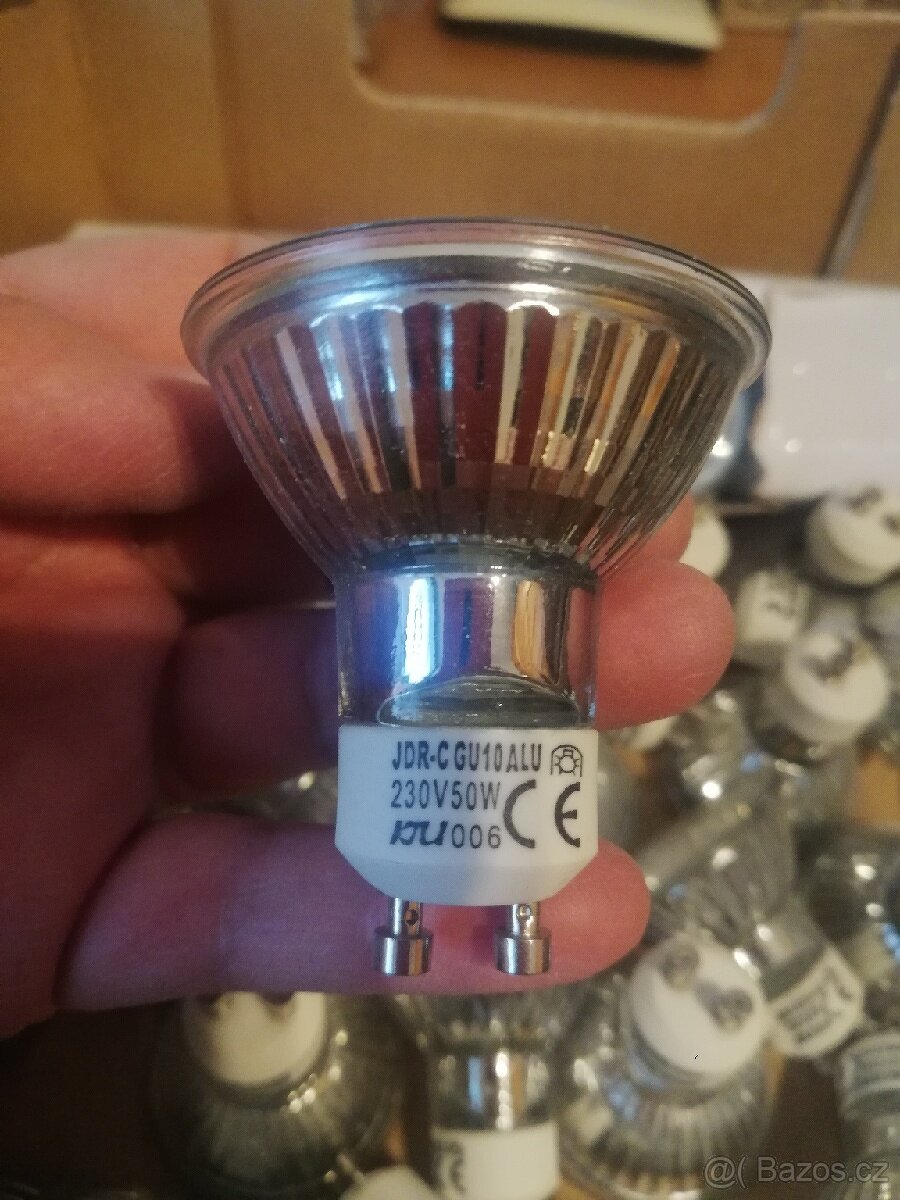 JDR-C GU10 ALU
230V50W CE
006
@( Bazos.cz